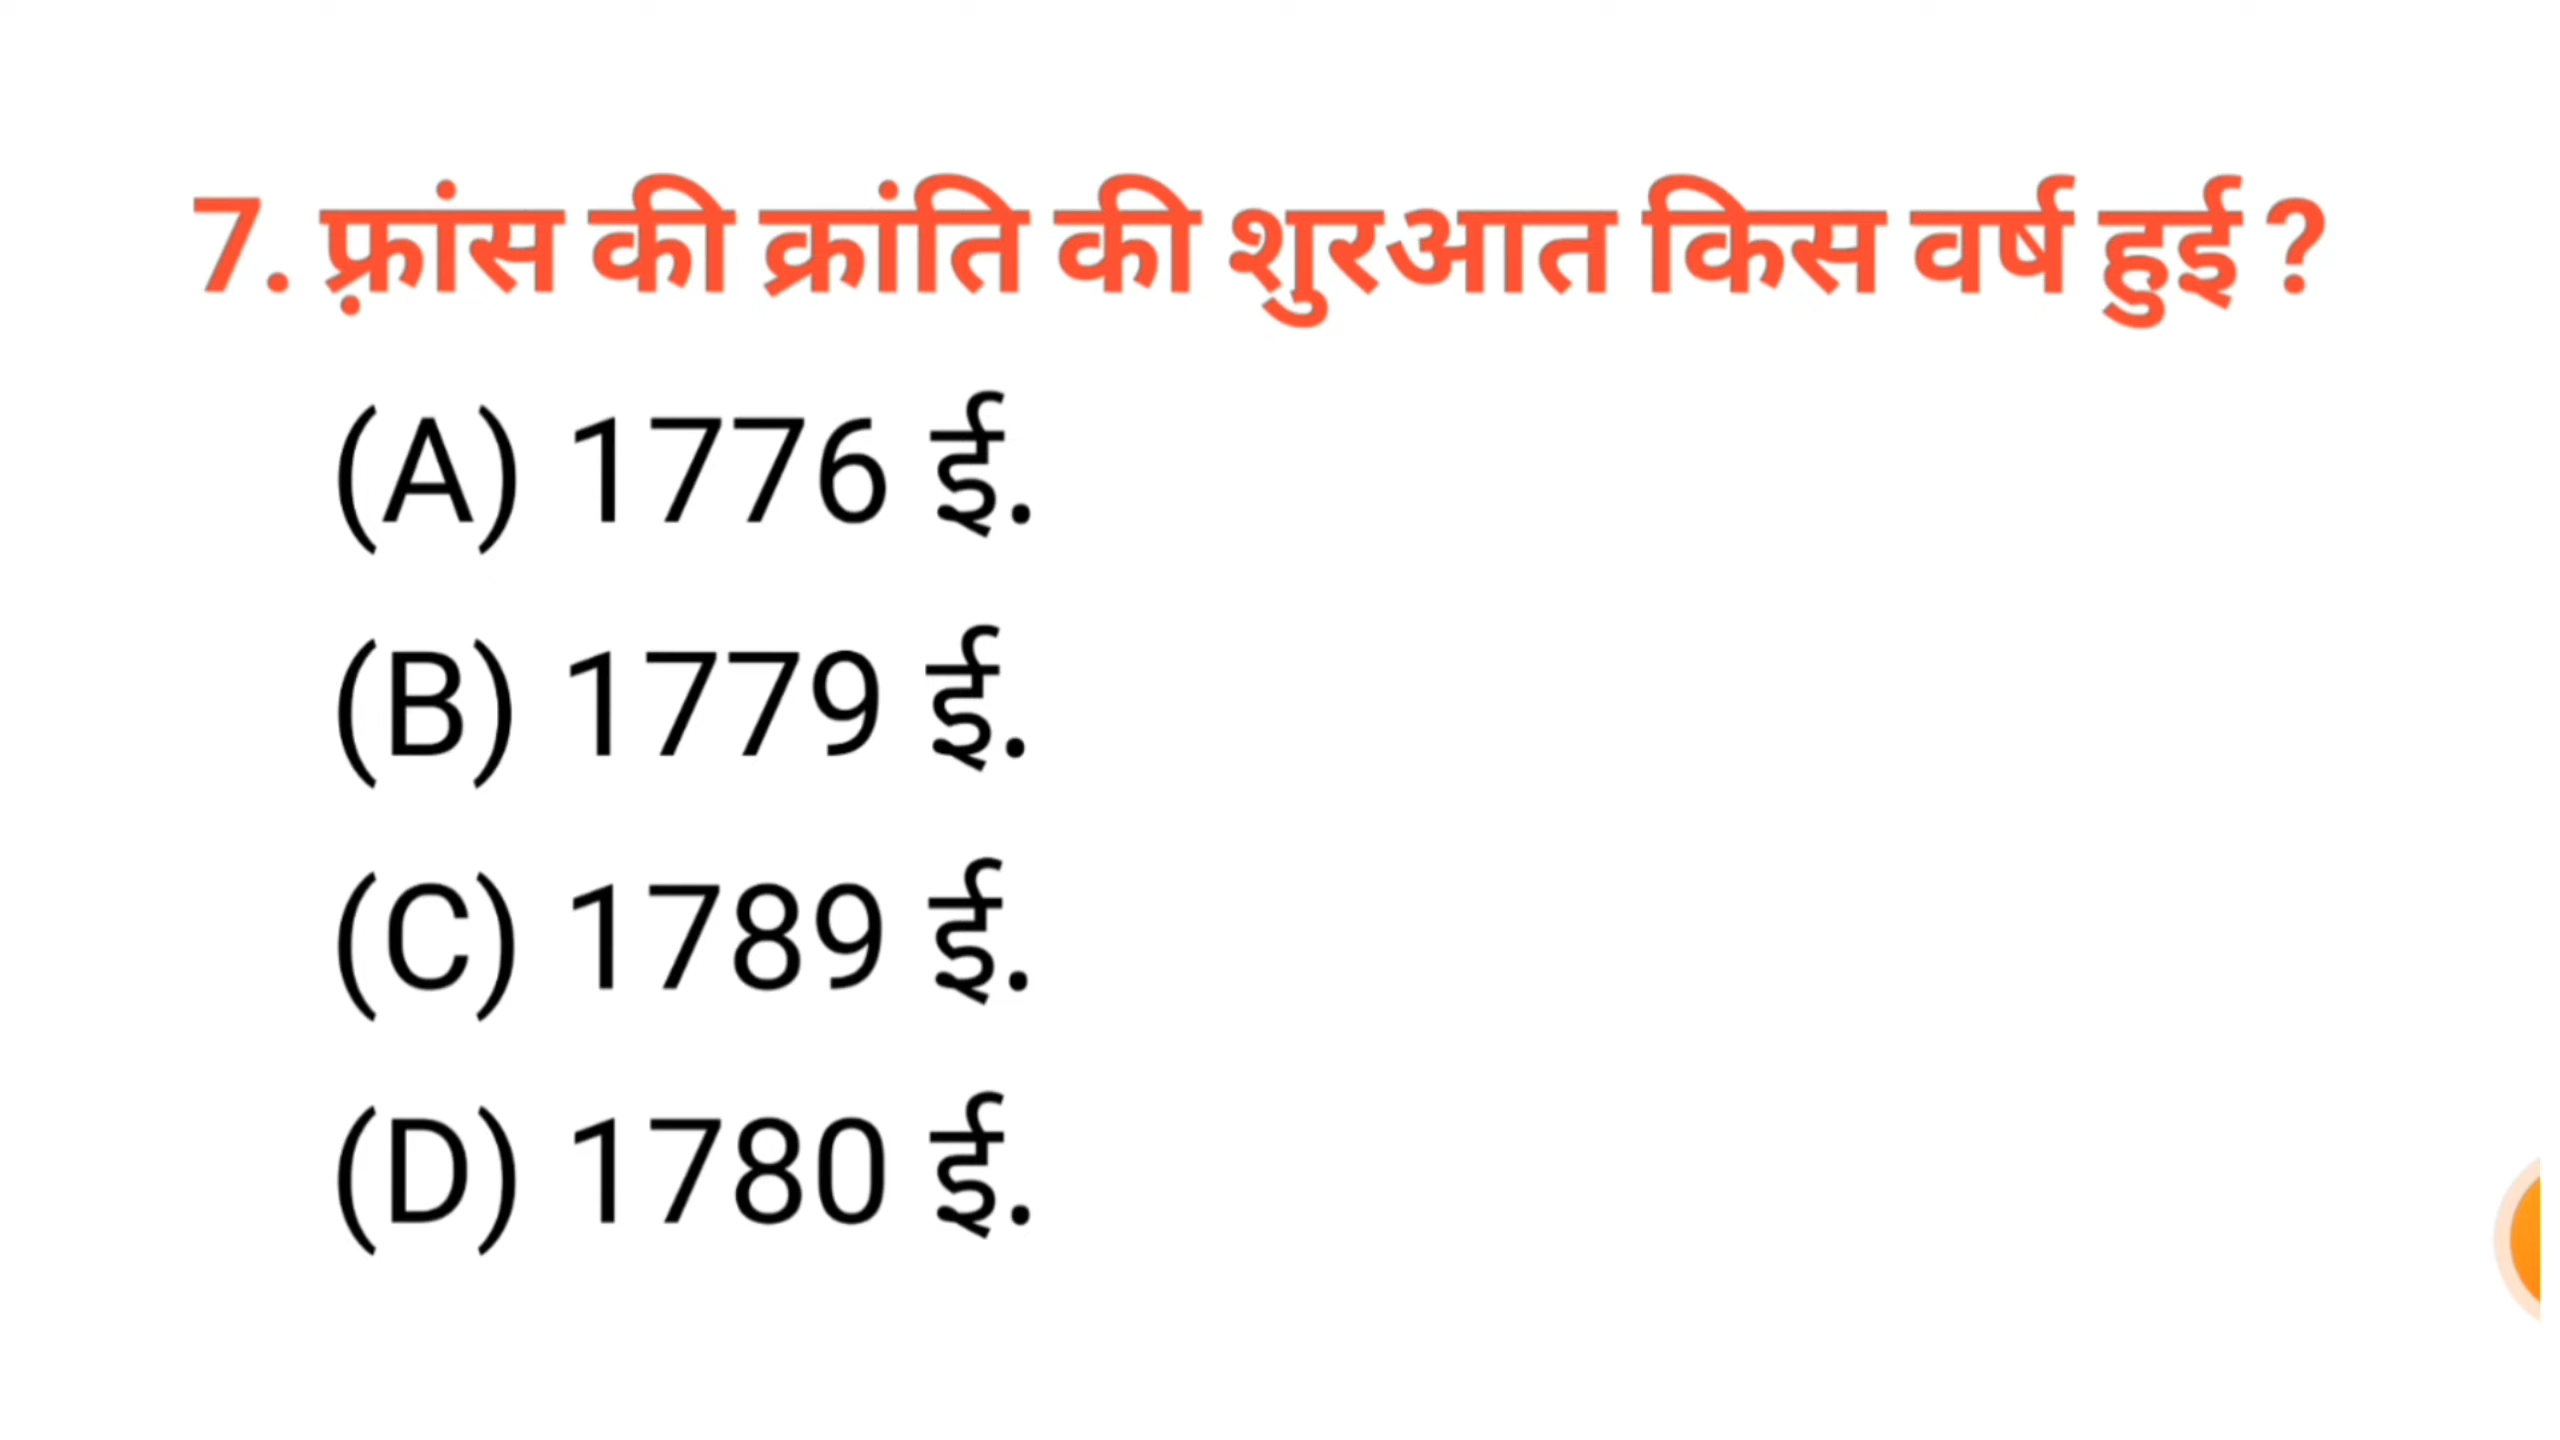 7. फ़्रांस की क्रांति की शुरआत किस वर्ष हुई ?
(A) 1776 ई.
(B) 1779 ई.
(C) 1789 ई.
(D) 1780 ई.